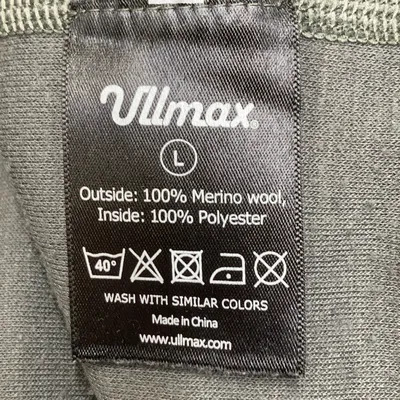 Ullmax®
L
Outside: 100% Merino wool,
Inside: 100% Polyester
40°
WASH WITH SIMILAR COLORS
Made in China
www.ullmax.com